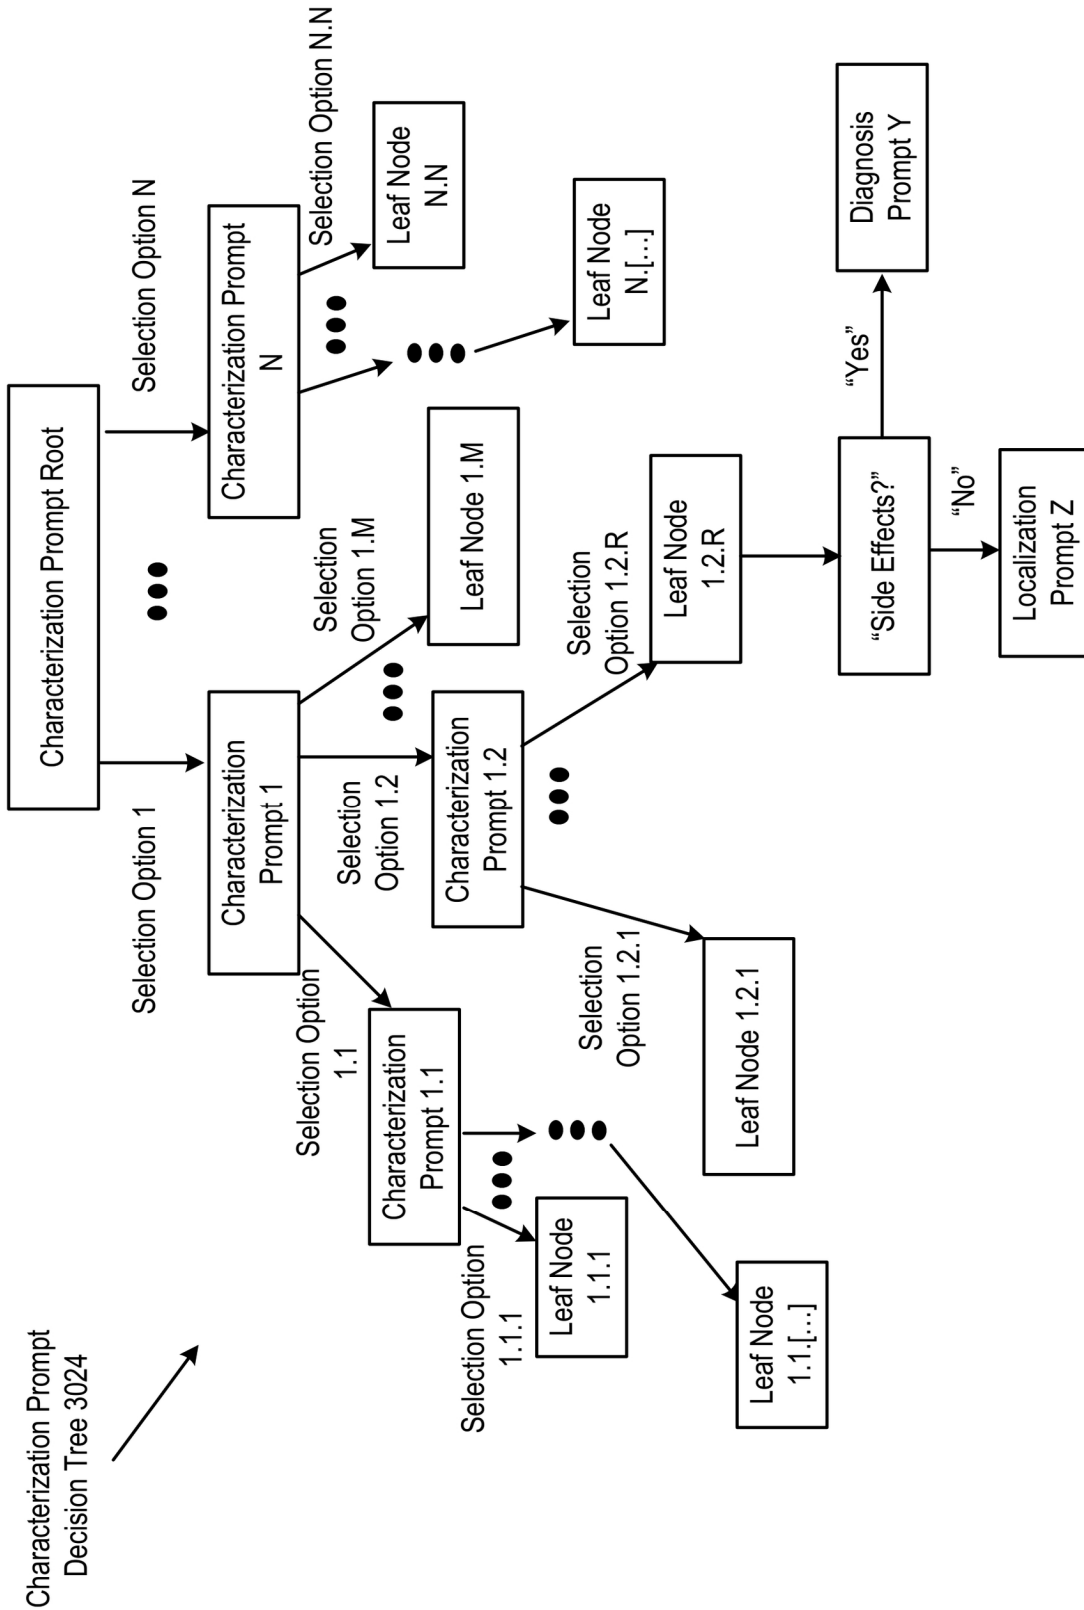 Characterization Prompt
Decision Tree 3024
Characterization Prompt Root
Selection Option 1
Selection Option N
Characterization
Prompt 1
Characterization Prompt
N
Selection Option
1.1
Selection
Option 1.2
Selection
Option 1.M
Selection Option N.N
Characterization
Prompt 1.1
Characterization
Prompt 1.2
Leaf Node 1.M
Leaf Node
N.N
Selection Option
1.1.1
Leaf Node
1.1.1
Selection
Option 1.2.1
Selection
Option 1.2.R
Leaf Node
N.[...]
Leaf Node
1.1.[...]
Leaf Node 1.2.1
Leaf Node
1.2.R
“Side Effects?”
“Yes”
Diagnosis
Prompt Y
“No”
Localization
Prompt Z